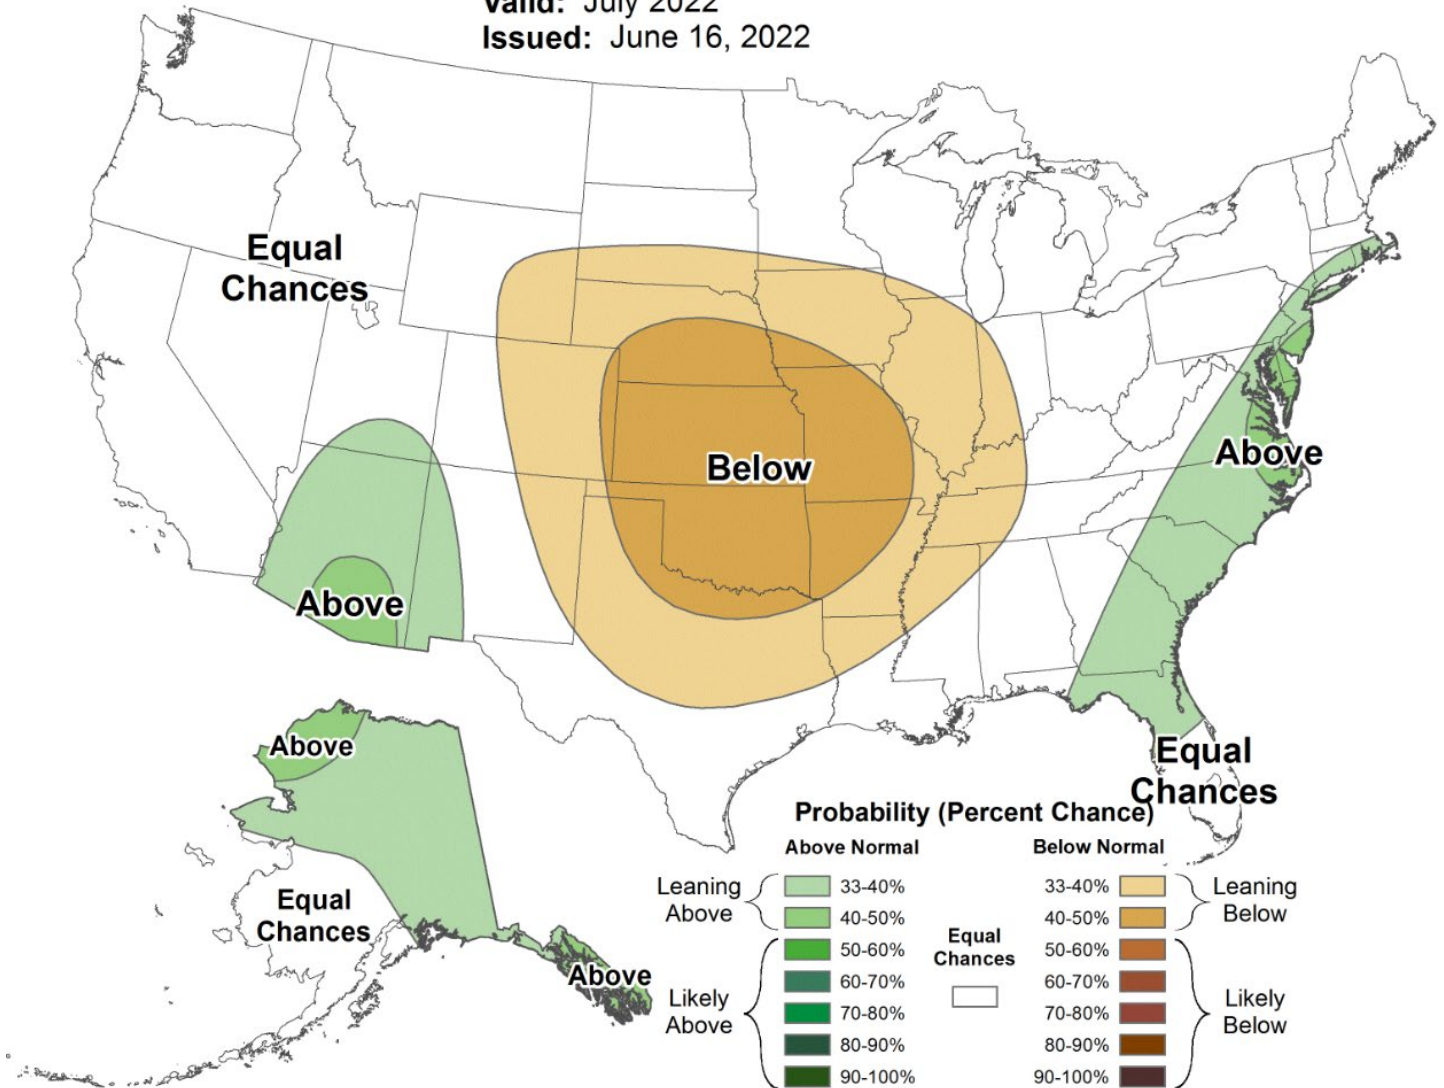 Valid: July 2022
Issued: June 16, 2022
Equal
Chances
Below
Above
Above
Above
Equal
Chances
Above
Equal
Chances
Probability (Percent Chance)
Above Normal
Below Normal
Leaning
Above
33-40%
40-50%
50-60%
60-70%
70-80%
80-90%
90-100%
Likely
Above
Equal
Chances
33-40%
40-50%
50-60%
60-70%
70-80%
80-90%
90-100%
Leaning
Below
Likely
Below